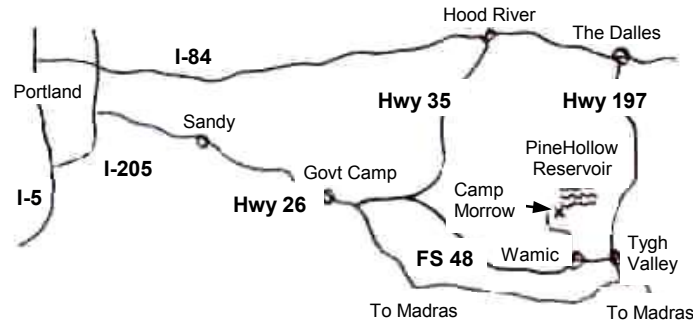 Hood River
The Dalles
I-84
Portland
Hwy 35
Hwy 197
Sandy
PineHollow
Reservoir
I-205
Govt Camp
I-5
Hwy 26
Camp
Morrow
FS 48
Wamic
Tygh
Valley
To Madras
To Madras